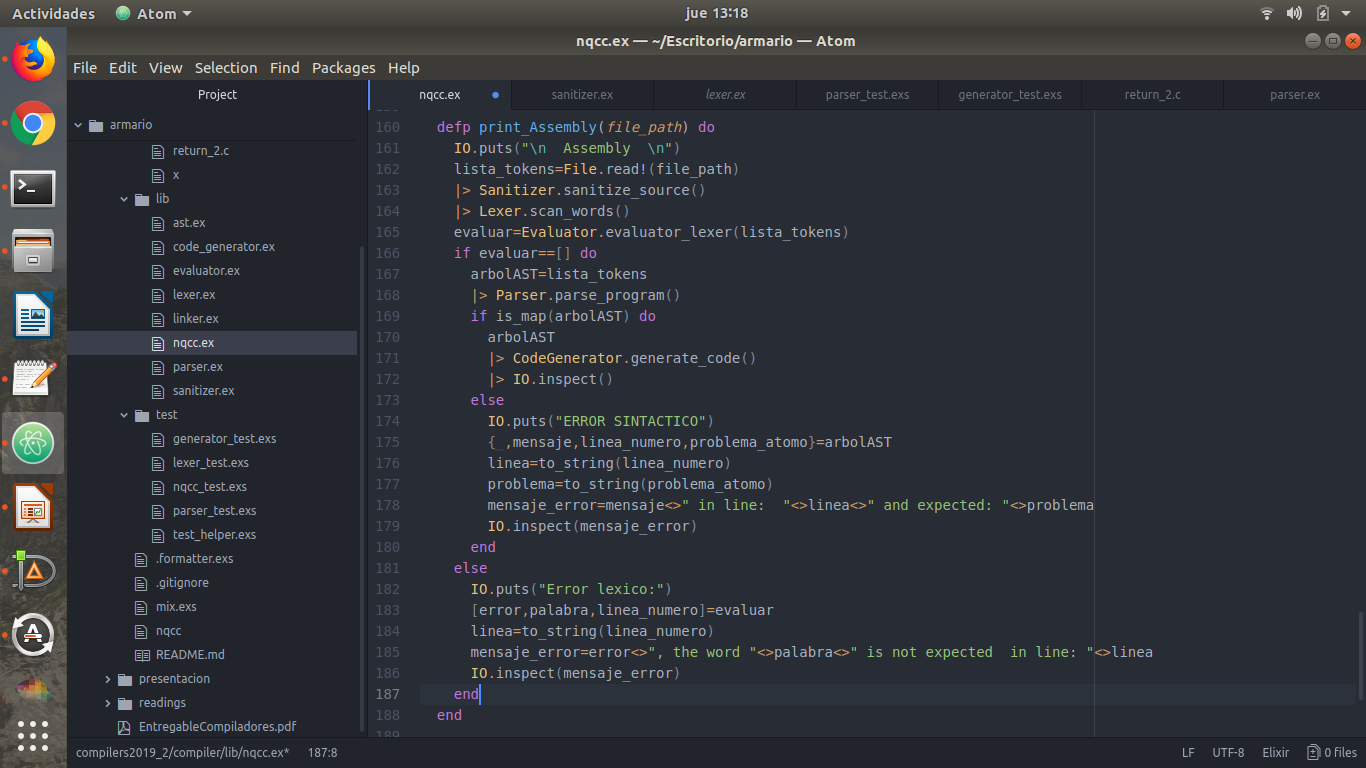 Actividades
Atom
jue 13:18
nqcc.ex — ~/Escritorio/armario — Atom
File Edit View Selection Find Packages Help
Project
armario
return_2.c
x
lib
ast.ex
code_generator.ex
evaluator.ex
lexer.ex
linker.ex
nqcc.ex
parser.ex
sanitizer.ex
test
generator_test.exs
lexer_test.exs
nqcc_test.exs
parser_test.exs
test_helper.exs
.formatter.exs
.gitignore
mix.exs
nqcc
README.md
presentacion
readings
EntregableCompiladores.pdf
nqcc.ex sanitizer.ex lexer.ex parser_test.exs generator_test.exs return_2.c parser.ex
160 defp print_Assembly(file_path) do
161 IO.puts("\n  Assembly  \n")
162 lista_tokens=File.read!(file_path)
163 |> Sanitizer.sanitize_source()
164 |> Lexer.scan_words()
165 evaluar=Evaluator.evaluator_lexer(lista_tokens)
166 if evaluar==[] do
167 arbolAST=lista_tokens
168 |> Parser.parse_program()
169 if is_map(arbolAST) do
170 arbolAST
171 |> CodeGenerator.generate_code()
172 |> IO.inspect()
173 else
174 IO.puts("ERROR SINTACTICO")
175 {_,mensaje,linea_numero,problema_atomo}=arbolAST
176 linea=to_string(linea_numero)
177 problema=to_string(problema_atomo)
178 mensaje_error=mensaje<>" in line:  "<>linea<>" and expected: "<>problema
179 IO.inspect(mensaje_error)
180 end
181 else
182 IO.puts("Error lexico:")
183 [error,palabra,linea_numero]=evaluar
184 linea=to_string(linea_numero)
185 mensaje_error=error<>", the word "<>palabra<>" is not expected  in line: "<>linea
186 IO.inspect(mensaje_error)
187 end
188 end
189
compilers2019_2/compiler/lib/nqcc.ex* 187:8 LF UTF-8 Elixir 0 files